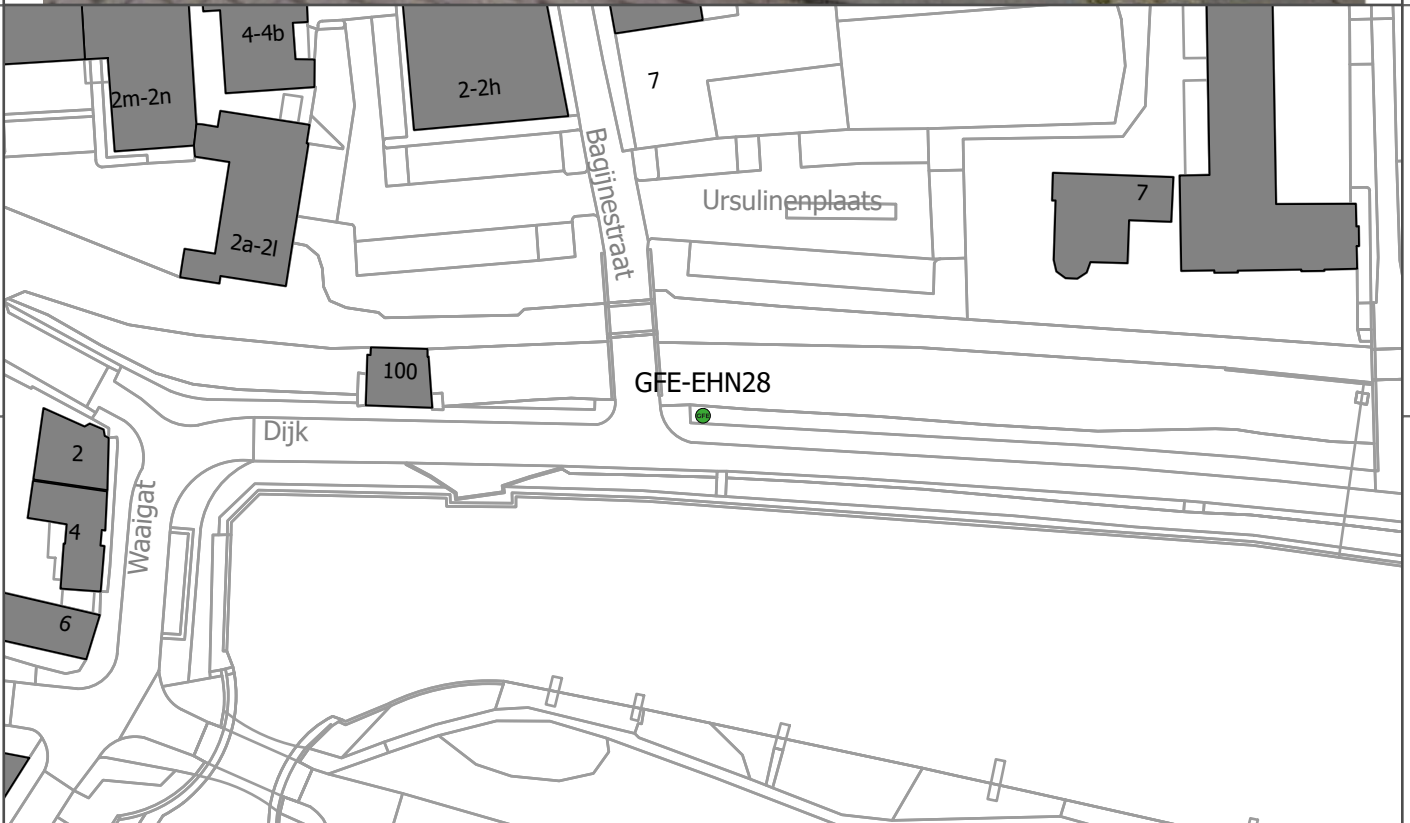 4-4b
2m-2n
2-2h
7
Bagijnestraat
Ursulinenplaats
7
2a-2l
100
GFE-EHN28
GFE
Dijk
2
4
Waaigat
6